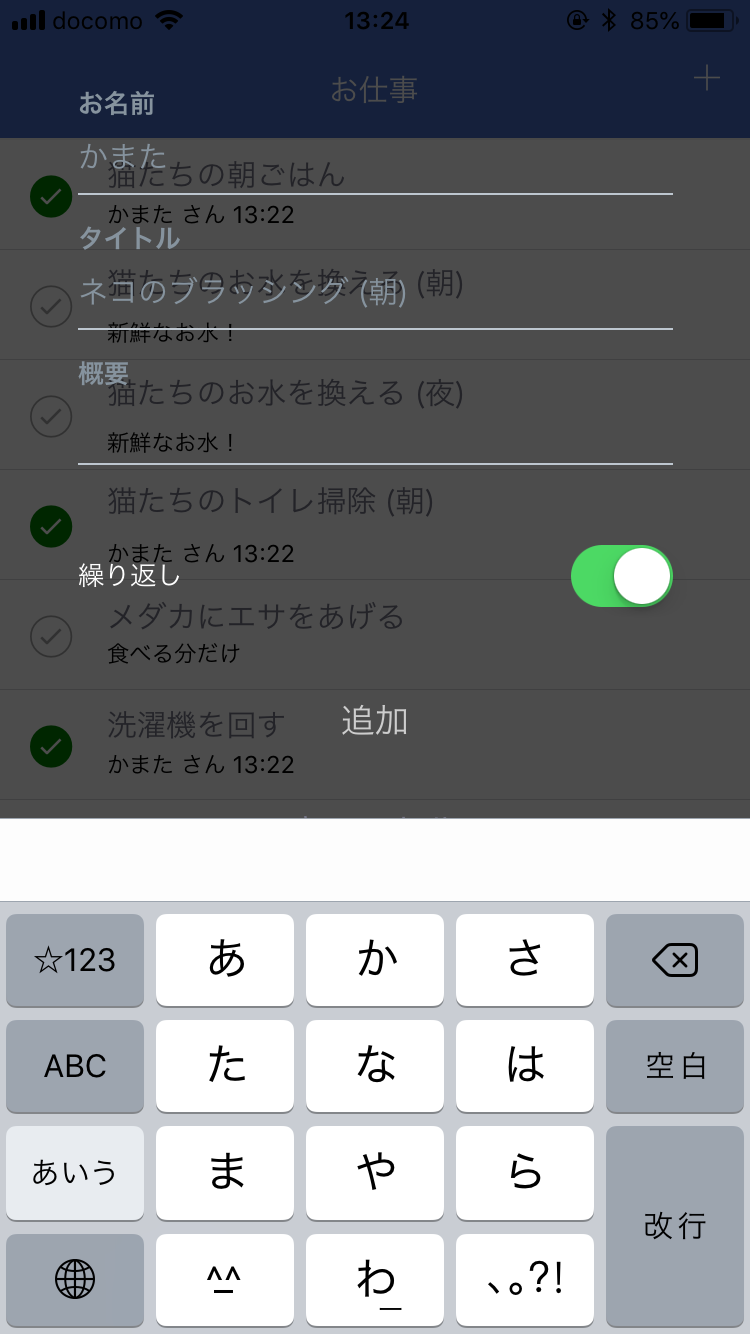 docomo 13:24 85%
お仕事
お名前
かまた
猫たちの朝ごはん
かまた さん 13:22
タイトル
ネコのブラッシング (朝)
猫たちのお水を換える (朝)
新鮮なお水！
概要
猫たちのお水を換える (夜)
新鮮なお水！
猫たちのトイレ掃除 (朝)
かまた さん 13:22
繰り返し
メダカにエサをあげる
食べる分だけ
追加
洗濯機を回す
かまた さん 13:22
☆123 あ か さ
ABC た な は 空白
あいう ま や ら 改行
^_^ わ_ 、。?!